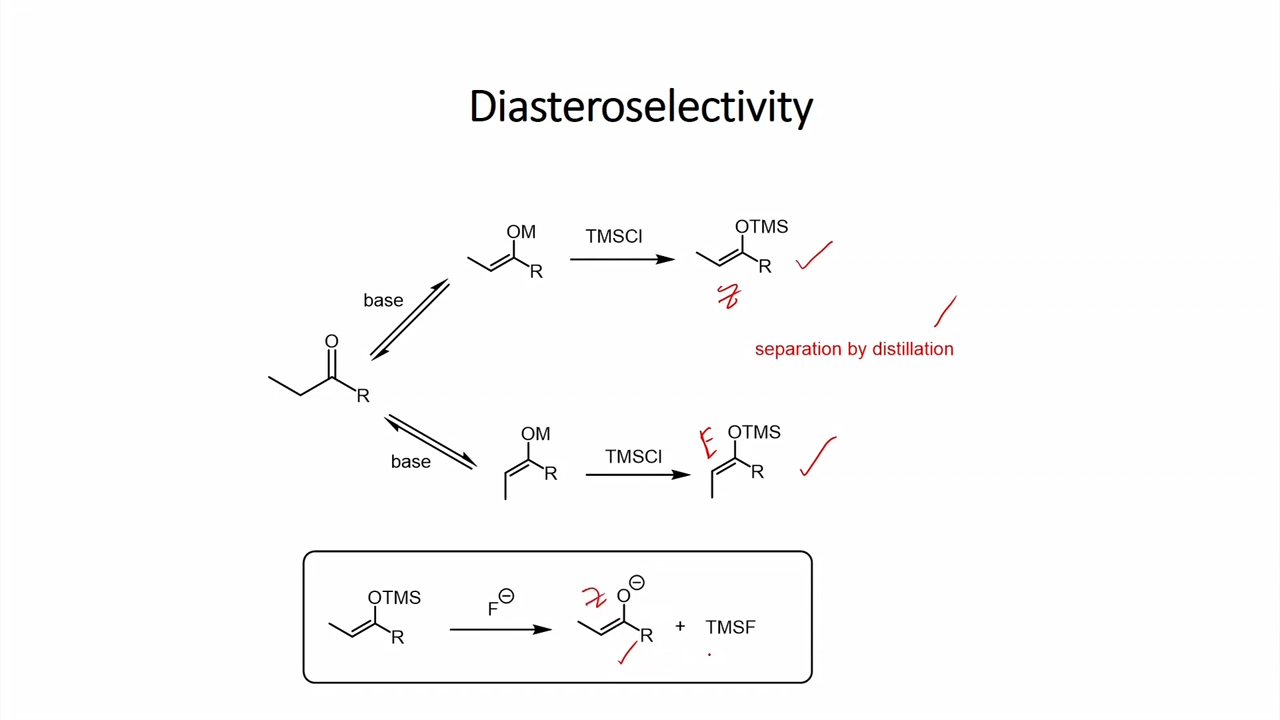 Diasteroselectivity
OM
TMSCl
OTMS
R
R
Z
base
separation by distillation
O
R
base
OM
R
TMSCl
E
OTMS
R
OTMS
R
F⊖
Z
O⊖
R
+
TMSF